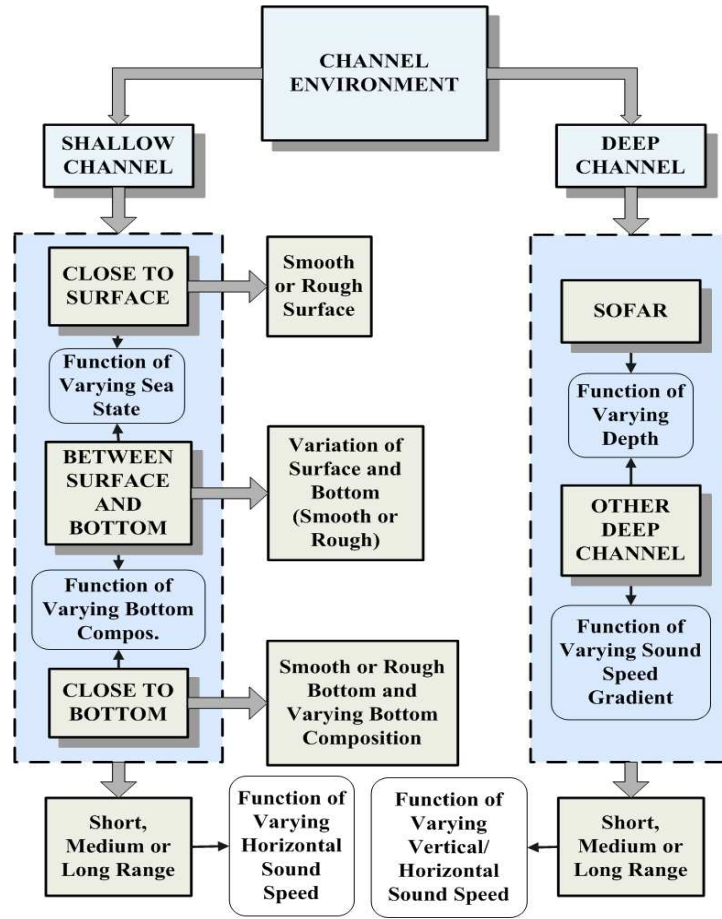 CHANNEL
ENVIRONMENT
SHALLOW
CHANNEL
DEEP
CHANNEL
CLOSE TO
SURFACE
Smooth
or Rough
Surface
Function of
Varying Sea
State
BETWEEN
SURFACE
AND
BOTTOM
Variation of
Surface and
Bottom
(Smooth or
Rough)
Function of
Varying Bottom
Compos.
CLOSE TO
BOTTOM
Smooth or Rough
Bottom and
Varying Bottom
Composition
Short,
Medium or
Long Range
Function of
Varying
Horizontal
Sound
Speed
SOFAR
Function of
Varying
Depth
OTHER
DEEP
CHANNEL
Function of
Varying Sound
Speed
Gradient
Function of
Varying
Vertical/
Horizontal
Sound Speed
Short,
Medium or
Long Range